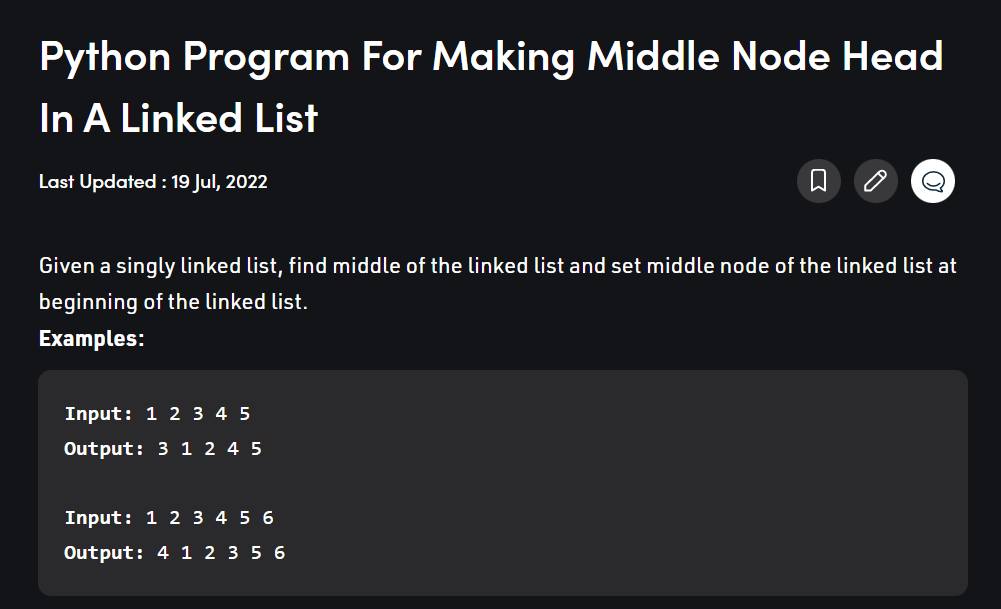 Python Program For Making Middle Node Head
In A Linked List
Last Updated : 19 Jul, 2022
Given a singly linked list, find middle of the linked list and set middle node of the linked list at
beginning of the linked list.
Examples:
Input: 1 2 3 4 5
Output: 3 1 2 4 5
Input: 1 2 3 4 5 6
Output: 4 1 2 3 5 6